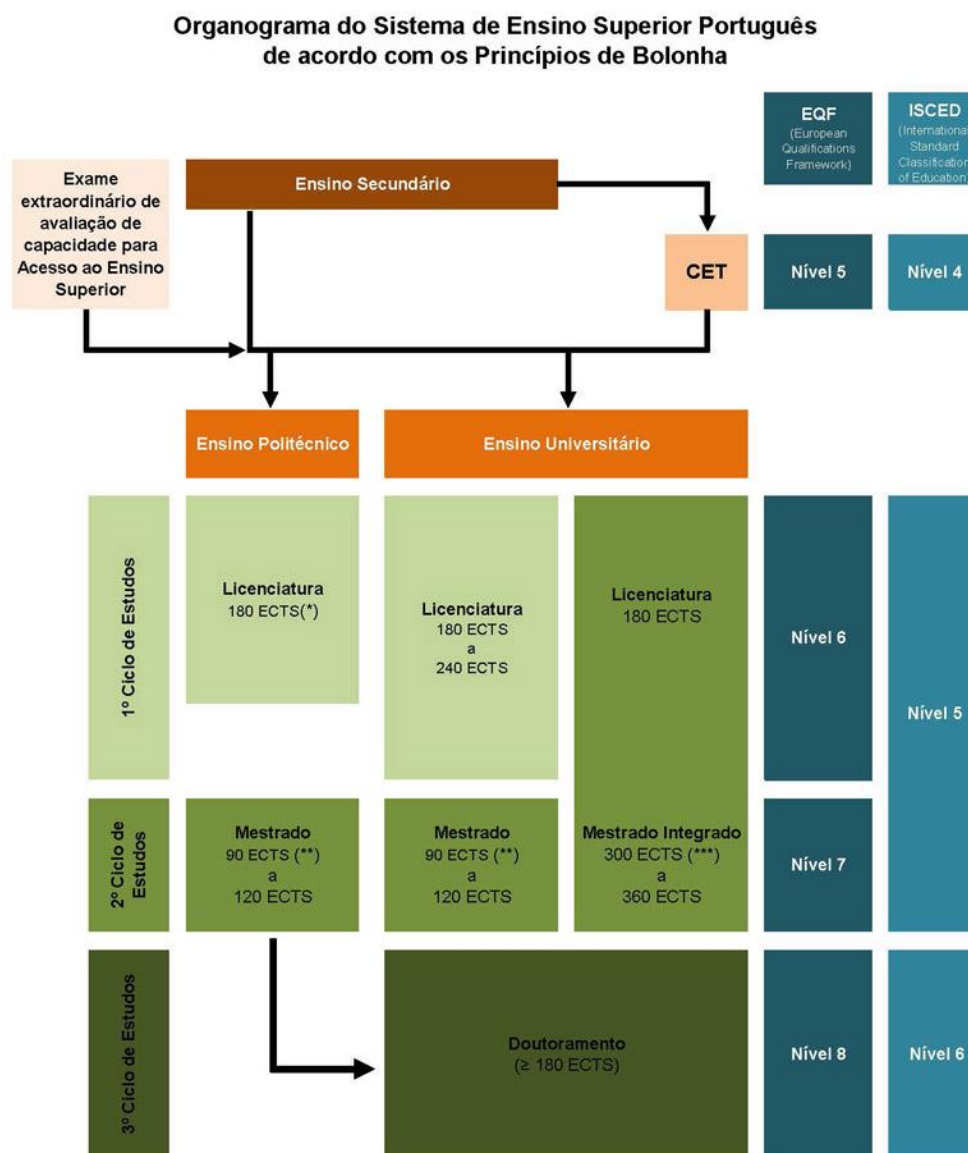 Organograma do Sistema de Ensino Superior Português
de acordo com os Princípios de Bolonha
EQF
(European
Qualifications
Framework)
ISCED
(International
Standard
Classification
of Education)
Exame
extraordinário de
avaliação de
capacidade para
Acesso ao Ensino
Superior
Ensino Secundário
CET
Nível 5
Nível 4
Ensino Politécnico
Ensino Universitário
1º Ciclo de Estudos
Licenciatura
180 ECTS(*)
Licenciatura
180 ECTS
a
240 ECTS
Licenciatura
180 ECTS
Nível 6
Nível 5
2º Ciclo de
Estudos
Mestrado
90 ECTS (**)
a
120 ECTS
Mestrado
90 ECTS (**)
a
120 ECTS
Mestrado Integrado
300 ECTS (***)
a
360 ECTS
Nível 7
3º Ciclo de Estudos
Doutoramento
(≥ 180 ECTS)
Nível 8
Nível 6